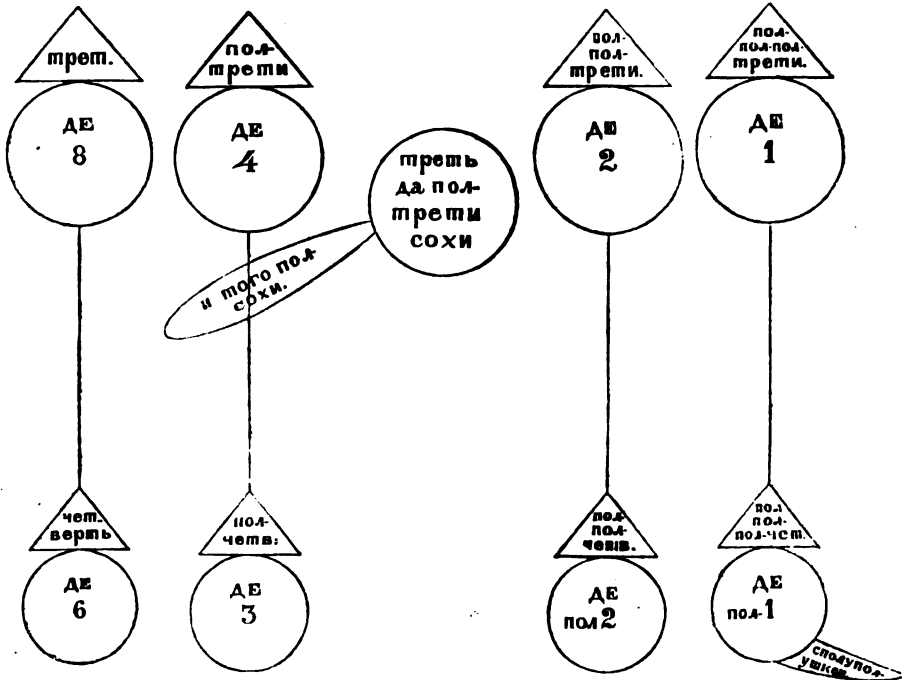 трет.
ДЕ
8
пол-
трети
ДЕ
4
треть
да пол-
трети
сохи
и того пол-
сохи.
пол-
пол-
трети.
ДЕ
2
пол-
пол-пол-
трети.
ДЕ
1
чет-
верть
ДЕ
6
пол-
четв:
ДЕ
3
пол-
пол-
четв.
ДЕ
пол 2
пол
пол-
пол-чет.
ДЕ
пол-1
сполупол-
ушкои